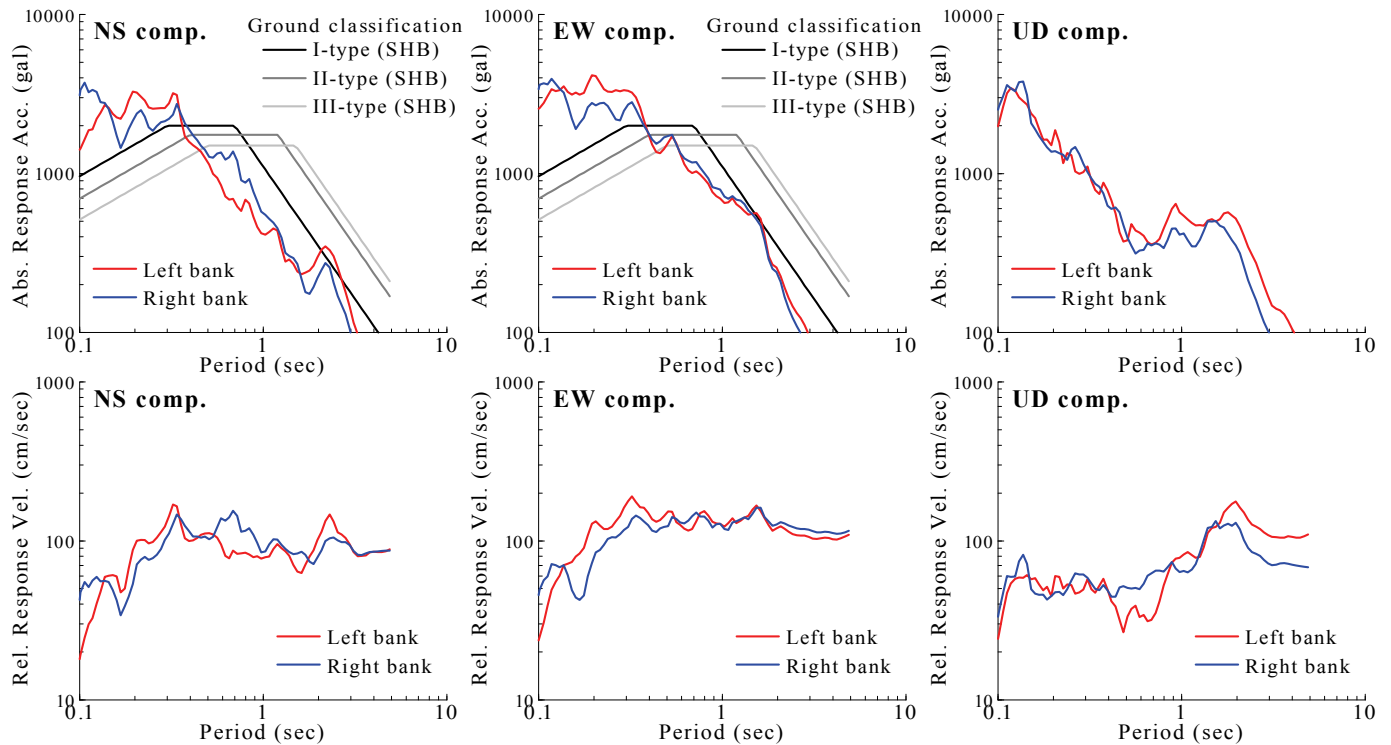 NS comp.
Ground classification
I-type (SHB)
II-type (SHB)
III-type (SHB)
Left bank
Right bank
Abs. Response Acc. (gal)
10000
1000
100
0.1
1
10
Period (sec)
EW comp.
Ground classification
I-type (SHB)
II-type (SHB)
III-type (SHB)
Left bank
Right bank
Abs. Response Acc. (gal)
10000
1000
100
0.1
1
10
Period (sec)
UD comp.
Left bank
Right bank
Abs. Response Acc. (gal)
10000
1000
100
0.1
1
10
Period (sec)
NS comp.
Left bank
Right bank
Rel. Response Vel. (cm/sec)
1000
100
10
0.1
1
10
Period (sec)
EW comp.
Left bank
Right bank
Rel. Response Vel. (cm/sec)
1000
100
10
0.1
1
10
Period (sec)
UD comp.
Left bank
Right bank
Rel. Response Vel. (cm/sec)
1000
100
10
0.1
1
10
Period (sec)